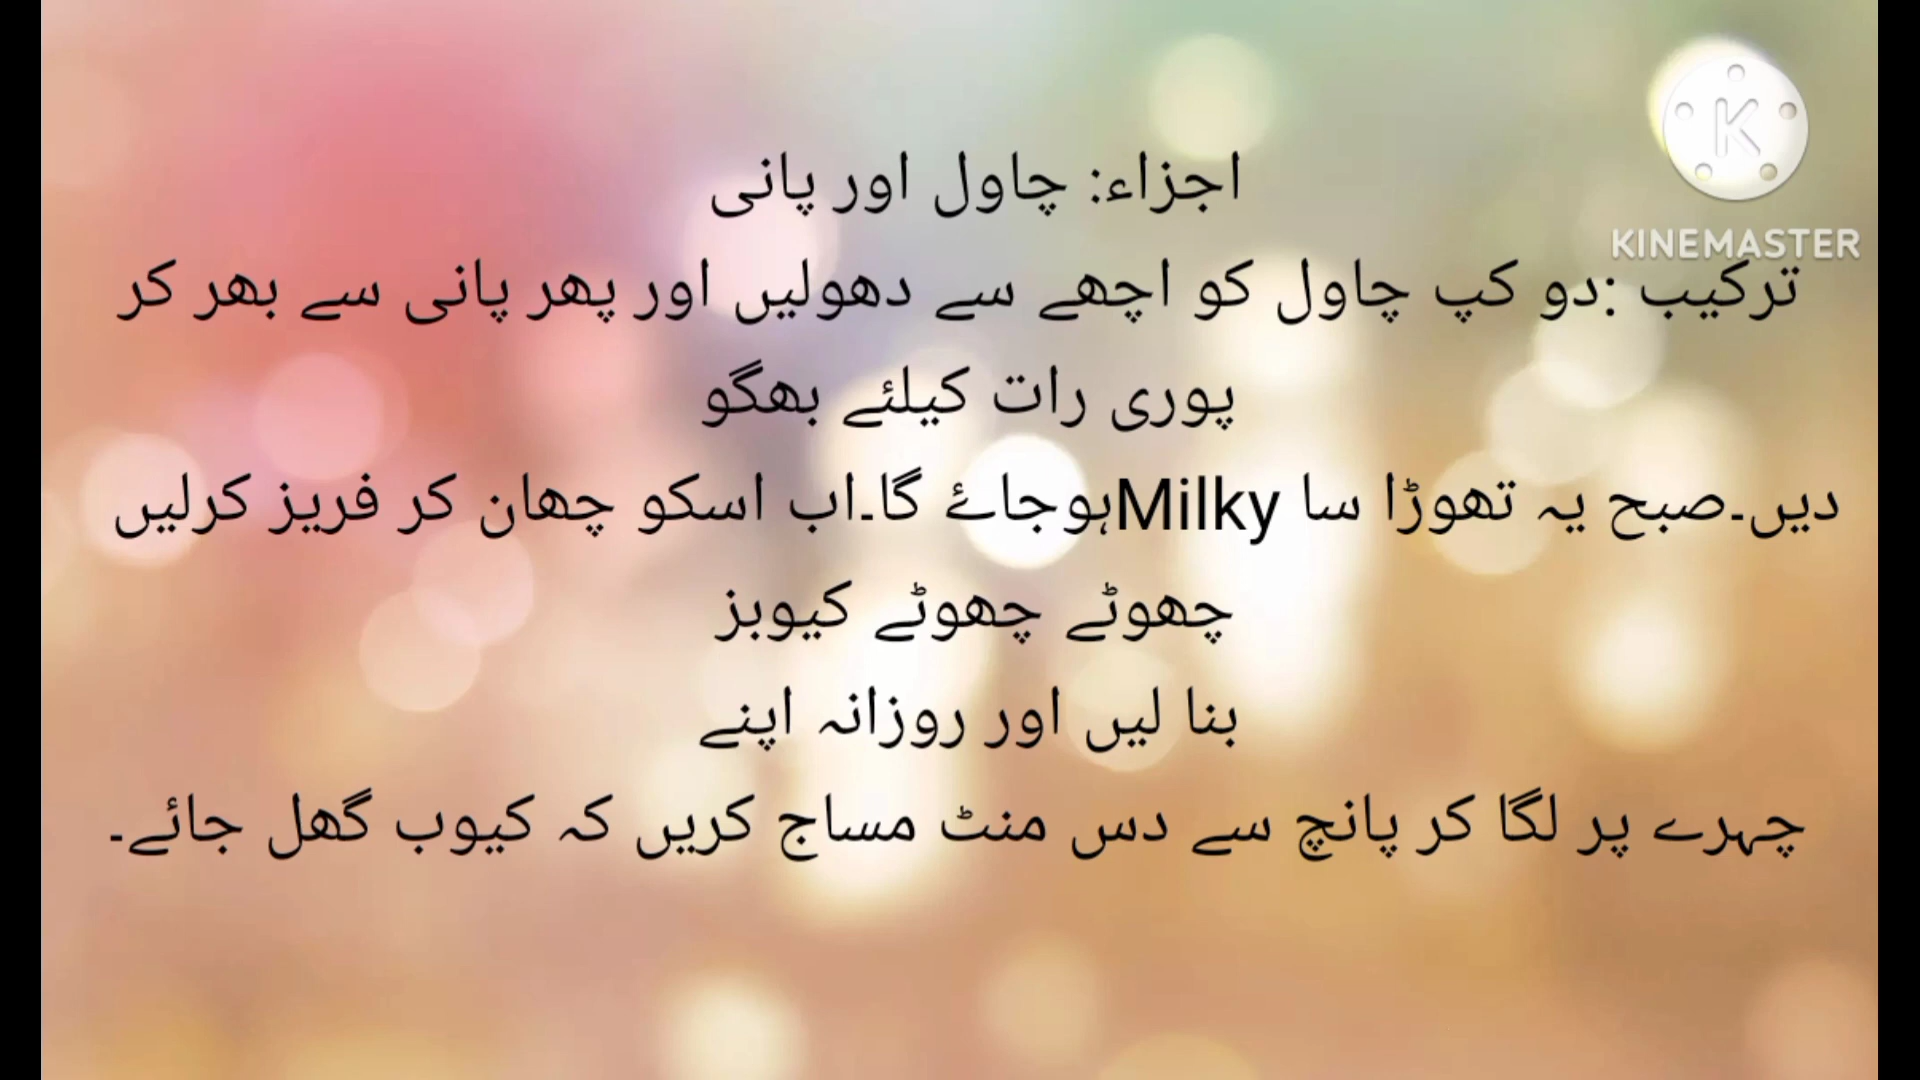 KINEMASTER
اجزاء: چاول اور پانی
ترکیب :دو کپ چاول کو اچھے سے دھولیں اور پھر پانی سے بھر کر
پوری رات کیلئے بھگو
دیں۔صبح یہ تھوڑا سا Milkyہوجاۓ گا۔اب اسکو چھان کر فریز کرلیں
چھوٹے چھوٹے کیوبز
بنا لیں اور روزانہ اپنے
چہرے پر لگا کر پانچ سے دس منٹ مساج کریں کہ کیوب گھل جائے۔